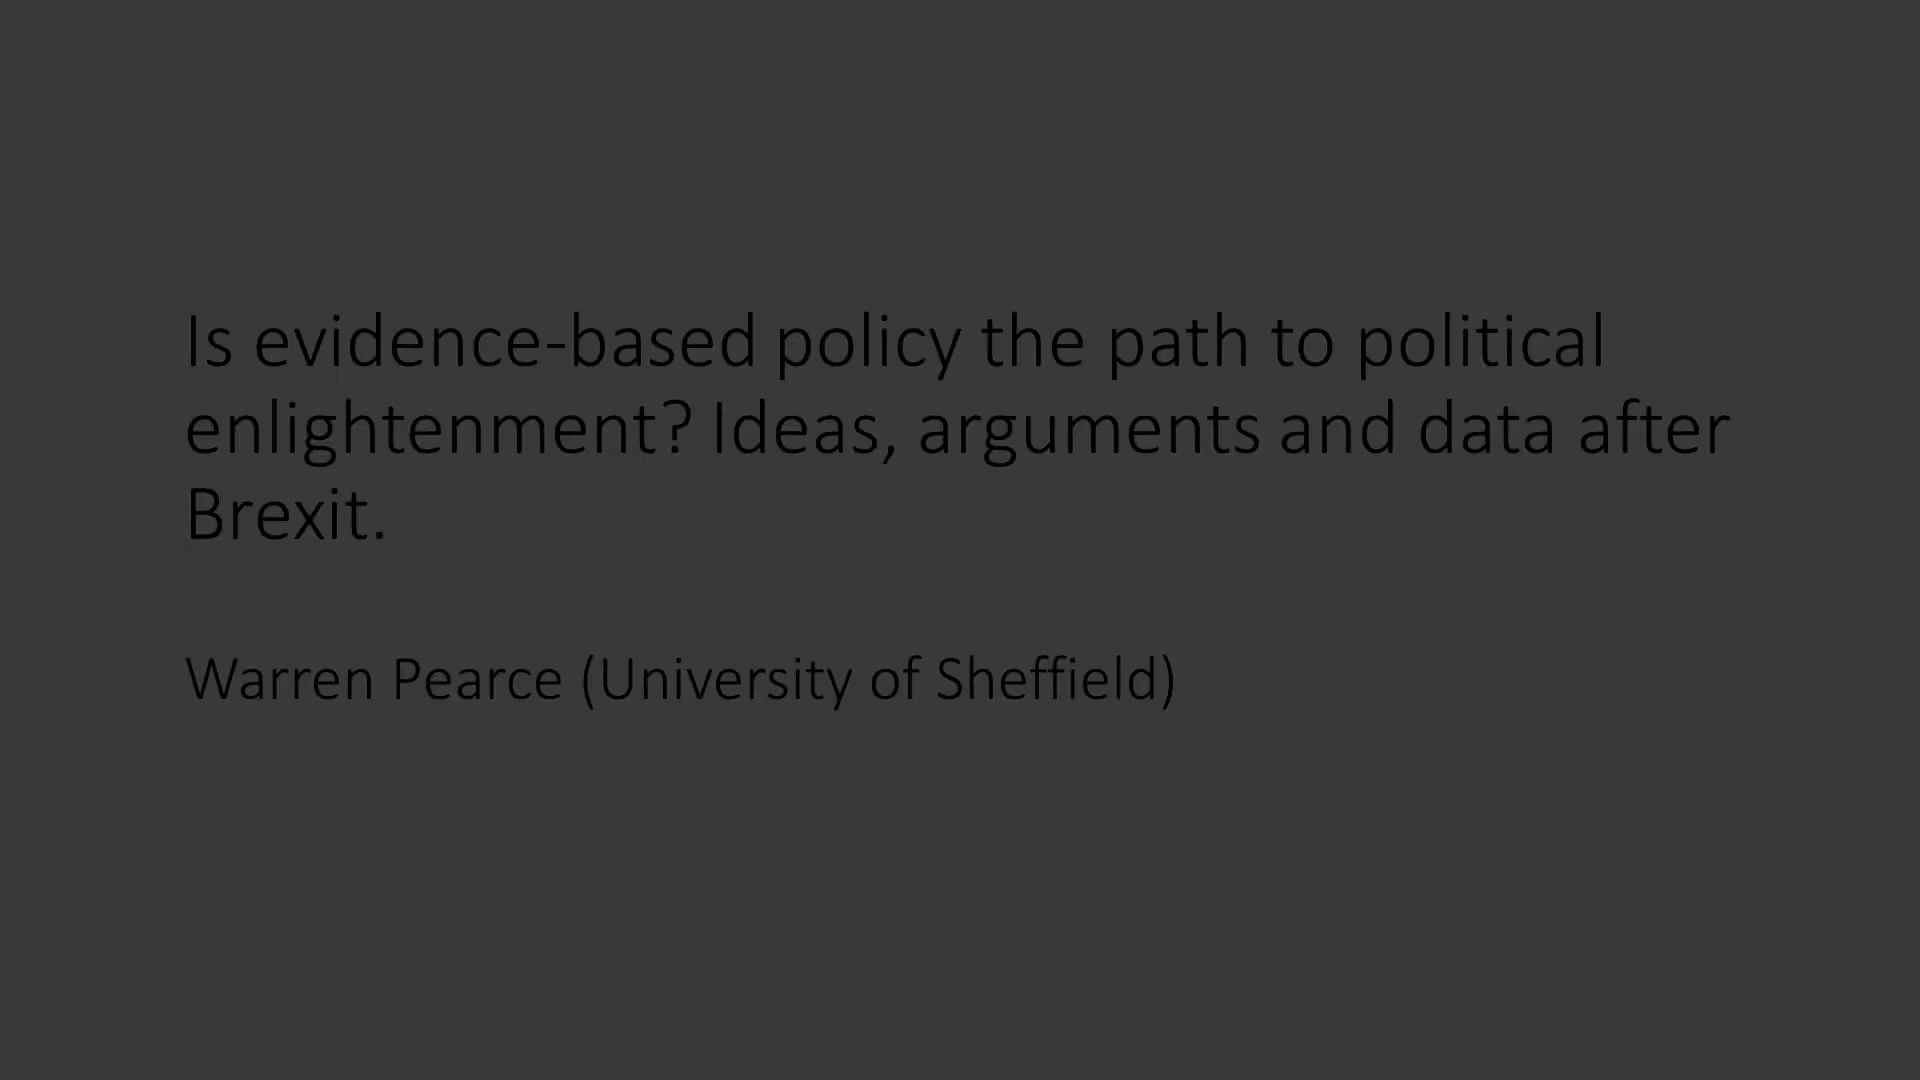 Is evidence-based policy the path to political
enlightenment? Ideas, arguments and data after
Brexit.
Warren Pearce (University of Sheffield)